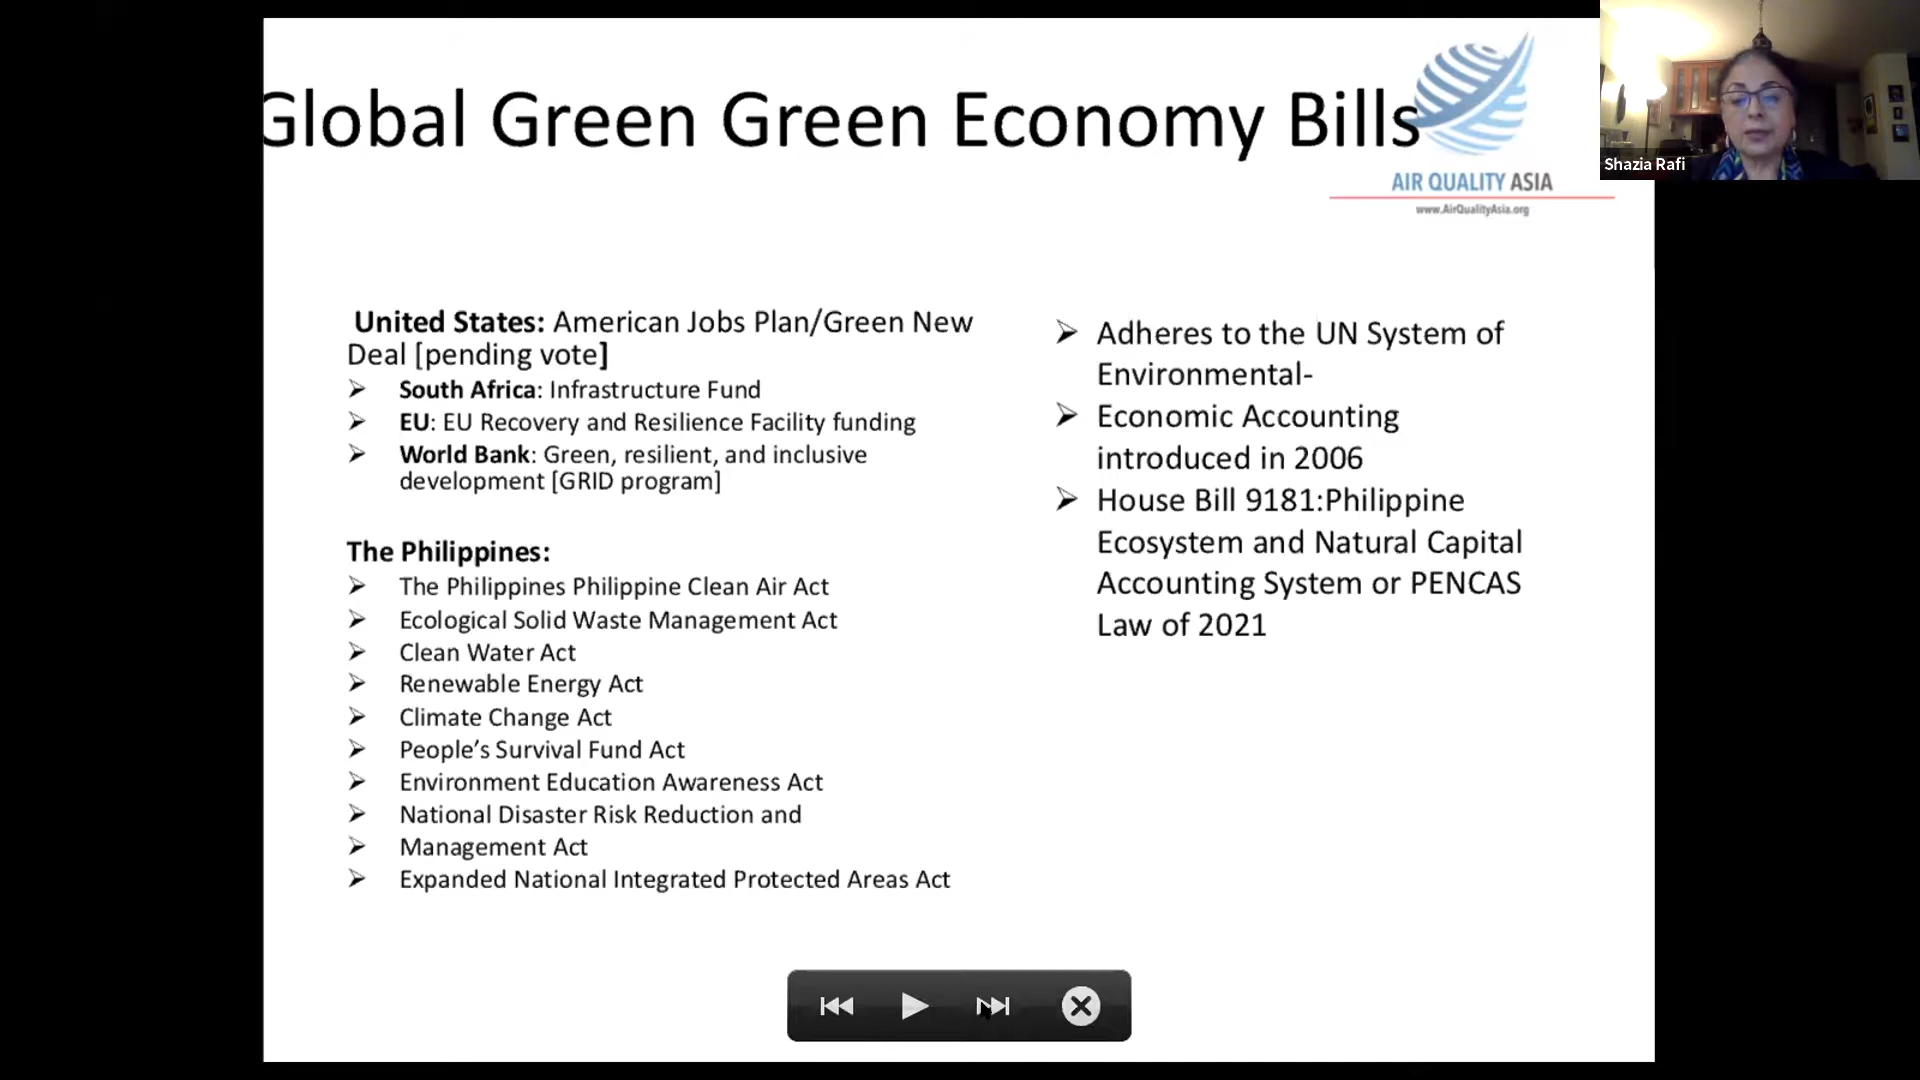 Global Green Green Economy Bills
AIR QUALITY ASIA
www.AirQualityAsia.org
Shazia Rafi
United States: American Jobs Plan/Green New
Deal [pending vote]
South Africa: Infrastructure Fund
EU: EU Recovery and Resilience Facility funding
World Bank: Green, resilient, and inclusive
development [GRID program]
The Philippines:
The Philippines Philippine Clean Air Act
Ecological Solid Waste Management Act
Clean Water Act
Renewable Energy Act
Climate Change Act
People's Survival Fund Act
Environment Education Awareness Act
National Disaster Risk Reduction and
Management Act
Expanded National Integrated Protected Areas Act
Adheres to the UN System of
Environmental-
Economic Accounting
introduced in 2006
House Bill 9181:Philippine
Ecosystem and Natural Capital
Accounting System or PENCAS
Law of 2021